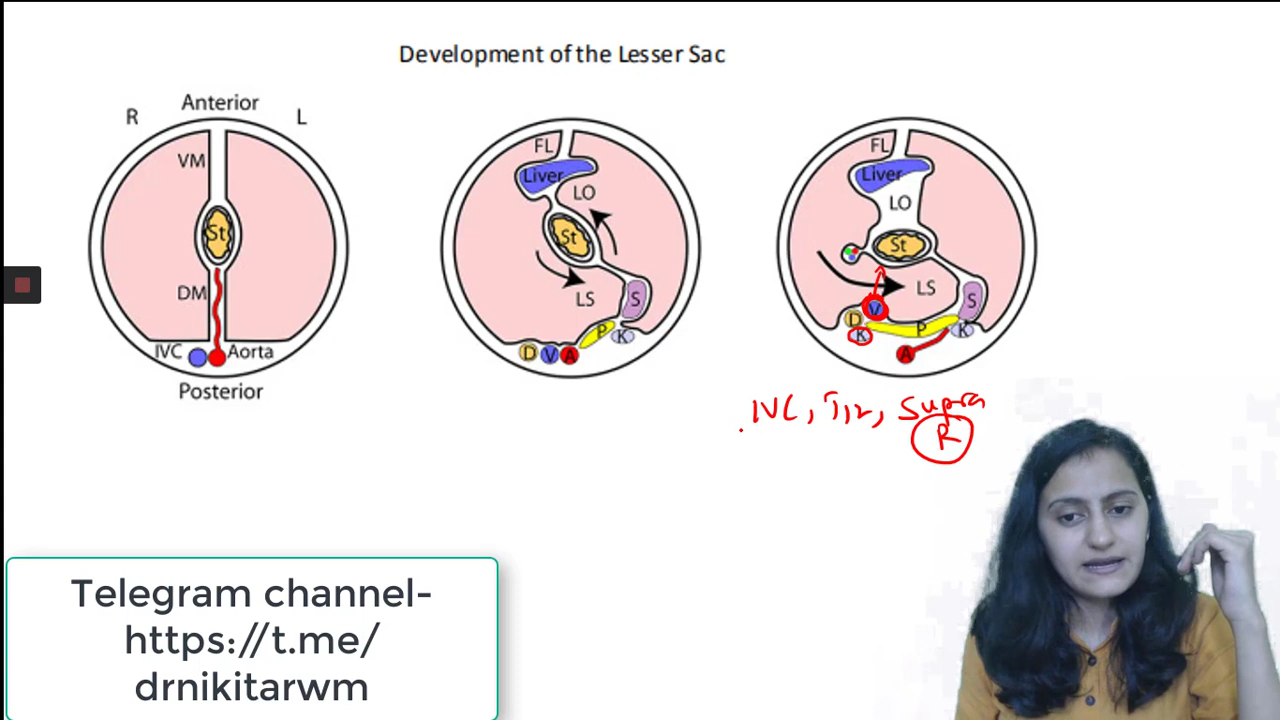 Development of the Lesser Sac
Anterior
R
L
VM
St
DM
IVC
Aorta
Posterior
FL
Liver
LO
St
LS
S
P
K
D
V
A
FL
Liver
LO
St
LS
S
V
D
P
K
K
A
IVC, T12, Supra
R
Telegram channel-
https://t.me/
drnikitarwm